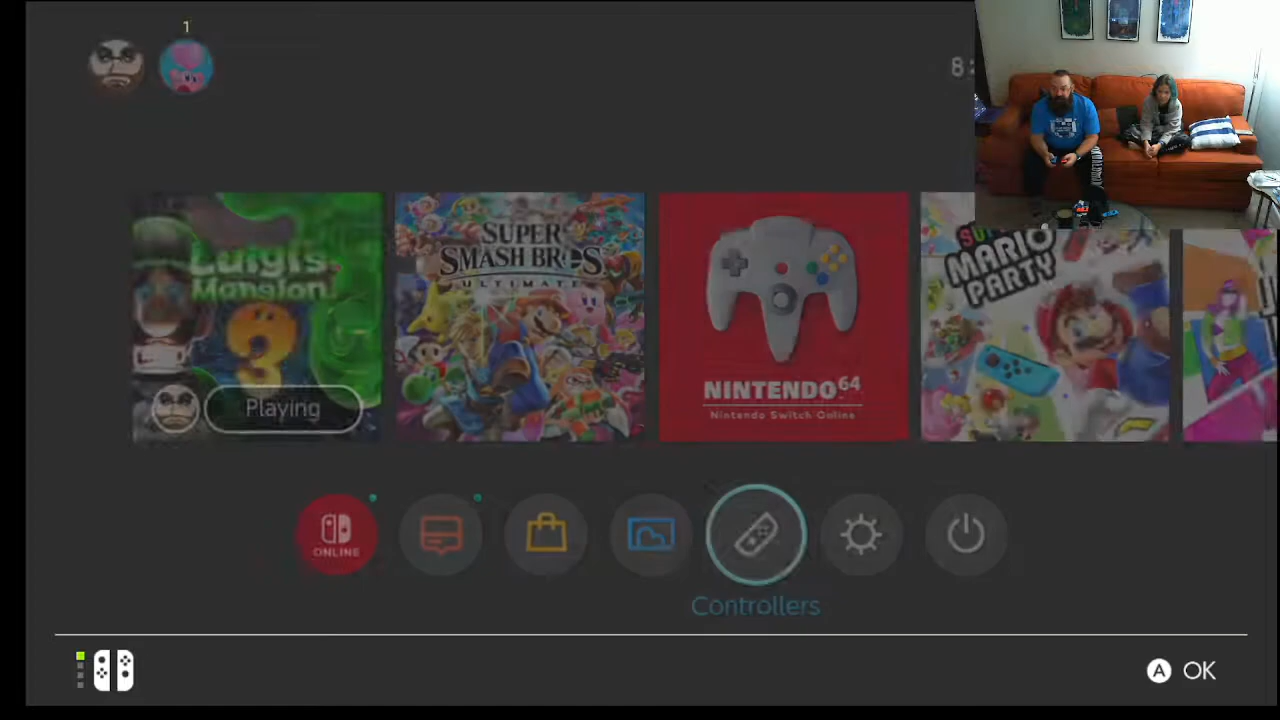 1
8:
LUIGI'S
MANSION
3
Playing
SUPER
SMASH BROS.
ULTIMATE
NINTENDO 64
Nintendo Switch Online
MARIO
PARTY
ONLINE
Controllers
A OK